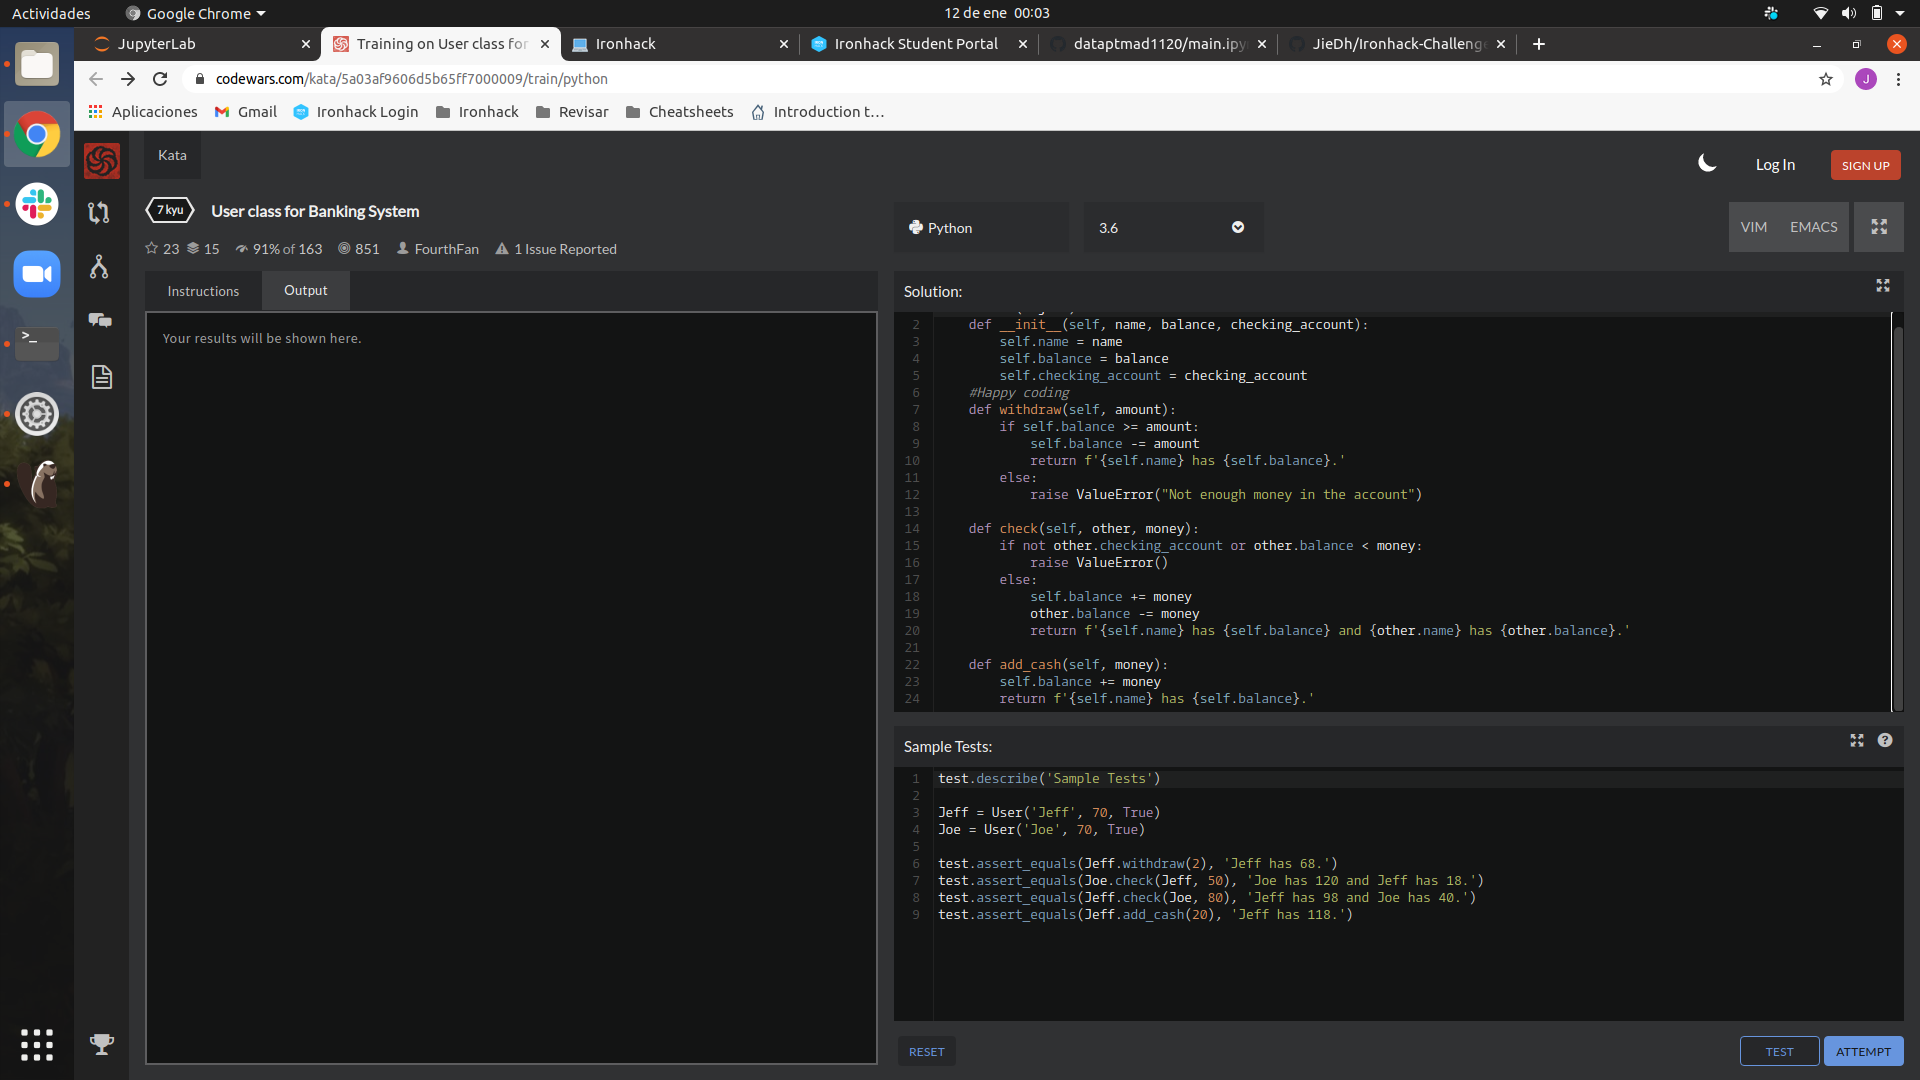 Actividades
Google Chrome
12 de ene 00:03
JupyterLab
Training on User class for
Ironhack
Ironhack Student Portal
dataptmad1120/main.ipy
JieDh/Ironhack-Challenge
codewars.com/kata/5a03af9606d5b65ff7000009/train/python
J
Aplicaciones
Gmail
Ironhack Login
Ironhack
Revisar
Cheatsheets
Introduction t…
Kata
Log In
SIGN UP
7 kyu
User class for Banking System
23
15
91% of 163
851
FourthFan
1 Issue Reported
Python
3.6
VIM
EMACS
Instructions
Output
Your results will be shown here.
Solution:
2 def __init__(self, name, balance, checking_account):
3 self.name = name
4 self.balance = balance
5 self.checking_account = checking_account
6 #Happy coding
7 def withdraw(self, amount):
8 if self.balance >= amount:
9 self.balance -= amount
10 return f'{self.name} has {self.balance}.'
11 else:
12 raise ValueError("Not enough money in the account")
13
14 def check(self, other, money):
15 if not other.checking_account or other.balance < money:
16 raise ValueError()
17 else:
18 self.balance += money
19 other.balance -= money
20 return f'{self.name} has {self.balance} and {other.name} has {other.balance}.'
21
22 def add_cash(self, money):
23 self.balance += money
24 return f'{self.name} has {self.balance}.'
Sample Tests:
1 test.describe('Sample Tests')
2
3 Jeff = User('Jeff', 70, True)
4 Joe = User('Joe', 70, True)
5
6 test.assert_equals(Jeff.withdraw(2), 'Jeff has 68.')
7 test.assert_equals(Joe.check(Jeff, 50), 'Joe has 120 and Jeff has 18.')
8 test.assert_equals(Jeff.check(Joe, 80), 'Jeff has 98 and Joe has 40.')
9 test.assert_equals(Jeff.add_cash(20), 'Jeff has 118.')
RESET
TEST
ATTEMPT